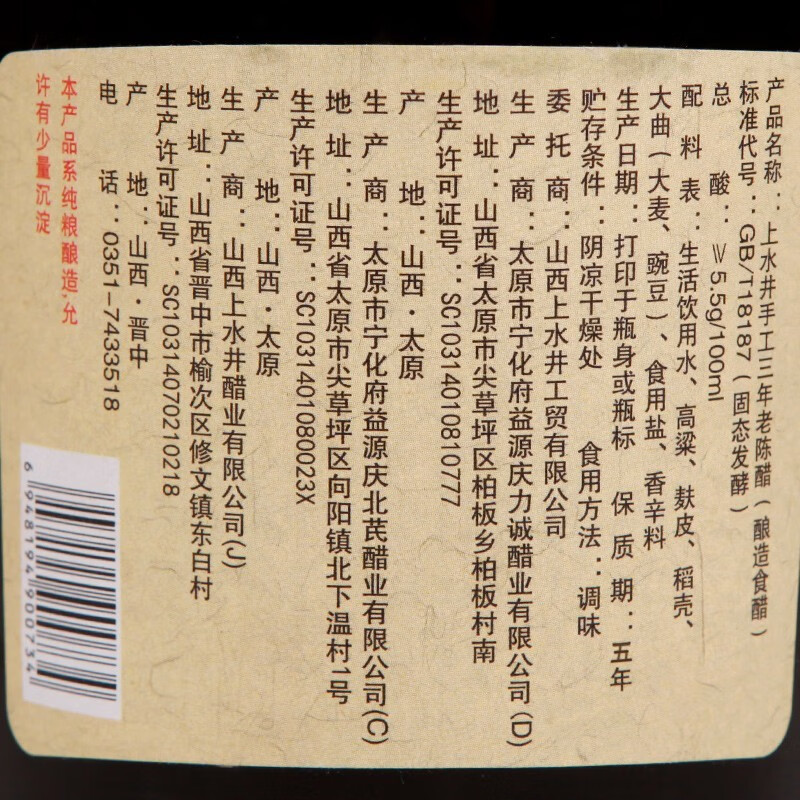 产品名称：上水井手工三年老陈醋（酿造食醋）
标准代号：GB/T18187（固态发酵）
总酸：≥5.5g/100ml
配料表：生活饮用水、高粱、麸皮、稻壳、
大曲（大麦、豌豆）、食用盐、香辛料
生产日期：打印于瓶身或瓶标 保质期：五年
贮存条件：阴凉干燥处 食用方法：调味
委托商：山西上水井工贸有限公司
生产商：太原市宁化府益源庆力诚醋业有限公司(D)
地址：山西省太原市尖草坪区柏板乡柏板村南
生产许可证号：SC10314010810777
产地：山西·太原
生产商：太原市宁化府益源庆北芪醋业有限公司(C)
地址：山西省太原市尖草坪区向阳镇北下温村1号
生产许可证号：SC1031401080023X
产地：山西·太原
生产商：山西上水井醋业有限公司(J)
地址：山西省晋中市榆次区修文镇东白村
生产许可证号：SC10314070210218
产地：山西·晋中
电话：0351-7433518
本产品系纯粮酿造,允
许有少量沉淀
6948194900734